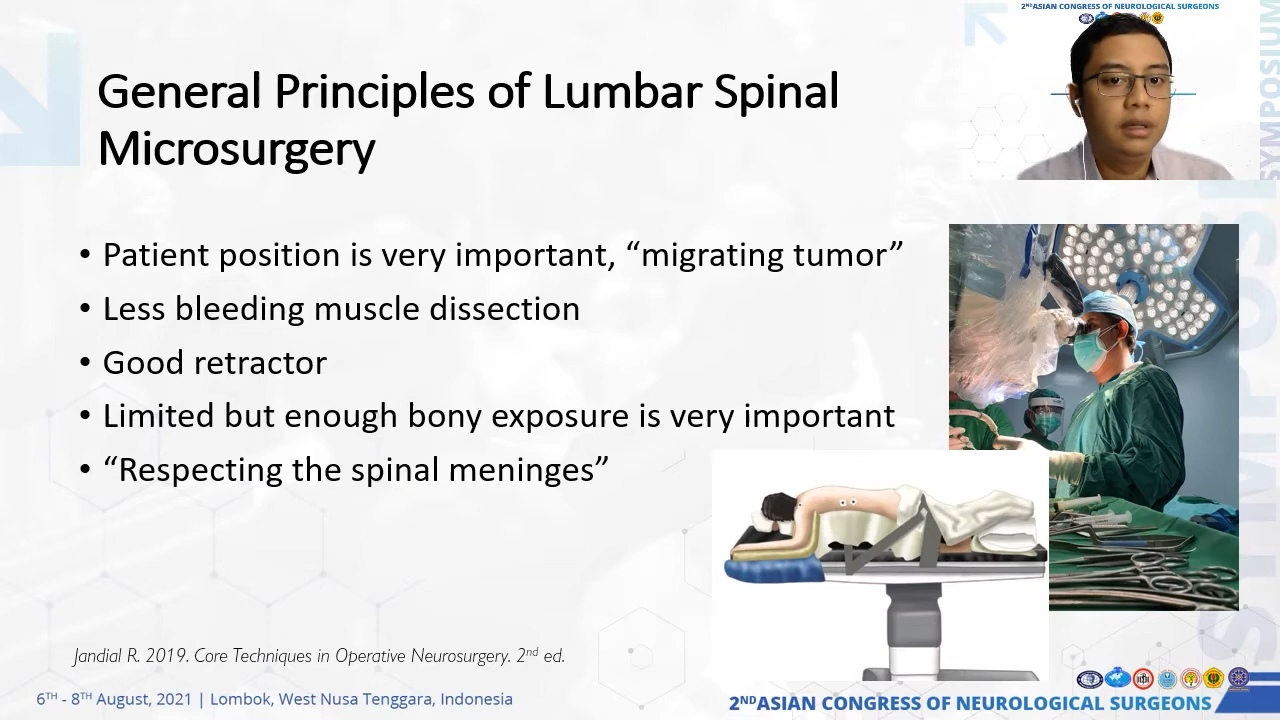 2ND ASIAN CONGRESS OF NEUROLOGICAL SURGEONS
General Principles of Lumbar Spinal
Microsurgery
• Patient position is very important, “migrating tumor”
• Less bleeding muscle dissection
• Good retractor
• Limited but enough bony exposure is very important
• “Respecting the spinal meninges”
Jandial R. 2019. Core Techniques in Operative Neurosurgery. 2nd ed.
6TH - 8TH August, 2021 | Lombok, West Nusa Tenggara, Indonesia
2ND ASIAN CONGRESS OF NEUROLOGICAL SURGEONS
SYMPOSIUM